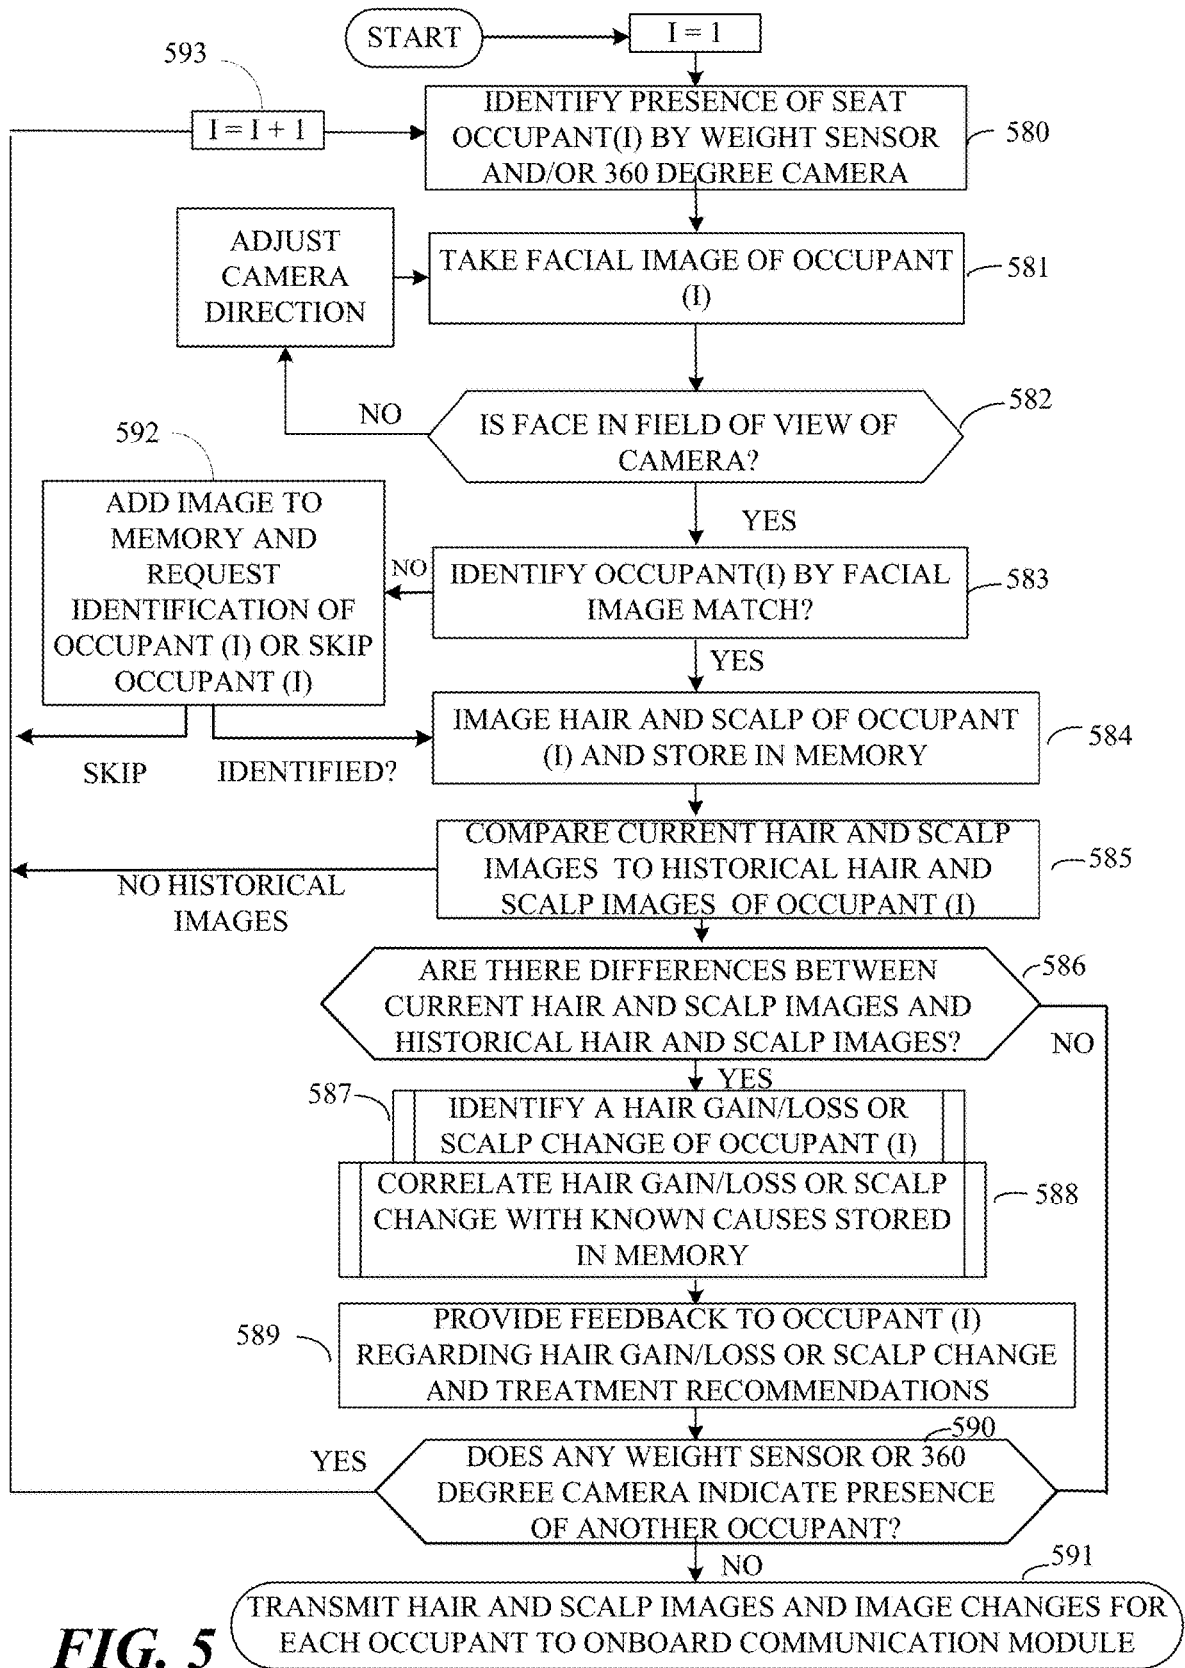 START
I = 1
593
I = I + 1
IDENTIFY PRESENCE OF SEAT
OCCUPANT(I) BY WEIGHT SENSOR
AND/OR 360 DEGREE CAMERA
580
ADJUST
CAMERA
DIRECTION
TAKE FACIAL IMAGE OF OCCUPANT
(I)
581
NO
IS FACE IN FIELD OF VIEW OF
CAMERA?
582
592
YES
ADD IMAGE TO
MEMORY AND
REQUEST
IDENTIFICATION OF
OCCUPANT (I) OR SKIP
OCCUPANT (I)
NO
IDENTIFY OCCUPANT(I) BY FACIAL
IMAGE MATCH?
583
YES
SKIP
IDENTIFIED?
IMAGE HAIR AND SCALP OF OCCUPANT
(I) AND STORE IN MEMORY
584
COMPARE CURRENT HAIR AND SCALP
IMAGES TO HISTORICAL HAIR AND
SCALP IMAGES OF OCCUPANT (I)
585
NO HISTORICAL
IMAGES
ARE THERE DIFFERENCES BETWEEN
CURRENT HAIR AND SCALP IMAGES AND
HISTORICAL HAIR AND SCALP IMAGES?
586
NO
YES
587
IDENTIFY A HAIR GAIN/LOSS OR
SCALP CHANGE OF OCCUPANT (I)
CORRELATE HAIR GAIN/LOSS OR SCALP
CHANGE WITH KNOWN CAUSES STORED
IN MEMORY
588
589
PROVIDE FEEDBACK TO OCCUPANT (I)
REGARDING HAIR GAIN/LOSS OR SCALP CHANGE
AND TREATMENT RECOMMENDATIONS
590
YES
DOES ANY WEIGHT SENSOR OR 360
DEGREE CAMERA INDICATE PRESENCE
OF ANOTHER OCCUPANT?
NO
591
TRANSMIT HAIR AND SCALP IMAGES AND IMAGE CHANGES FOR
EACH OCCUPANT TO ONBOARD COMMUNICATION MODULE
FIG. 5